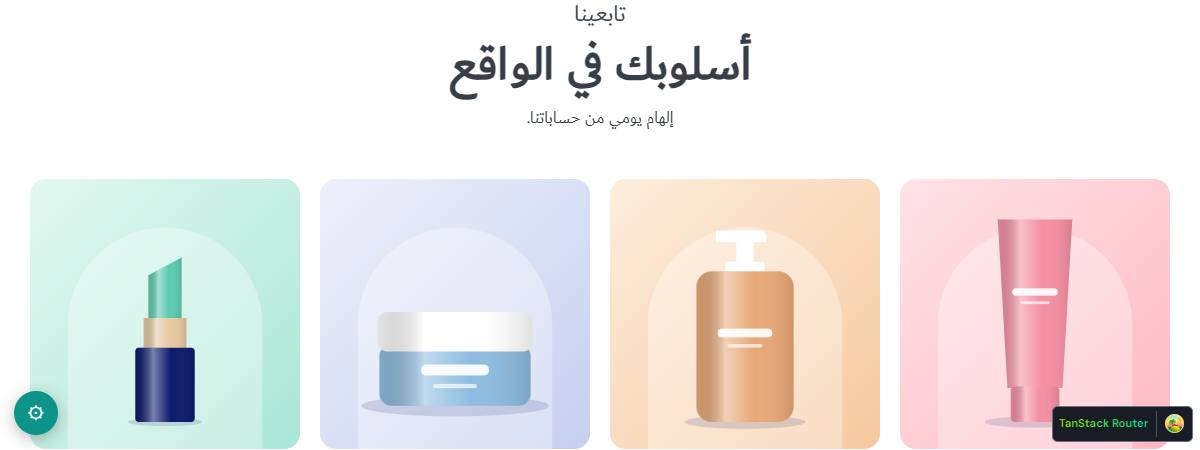 تابعينا
أسلوبك في الواقع
إلهام يومي من حساباتنا.
TanStack Router